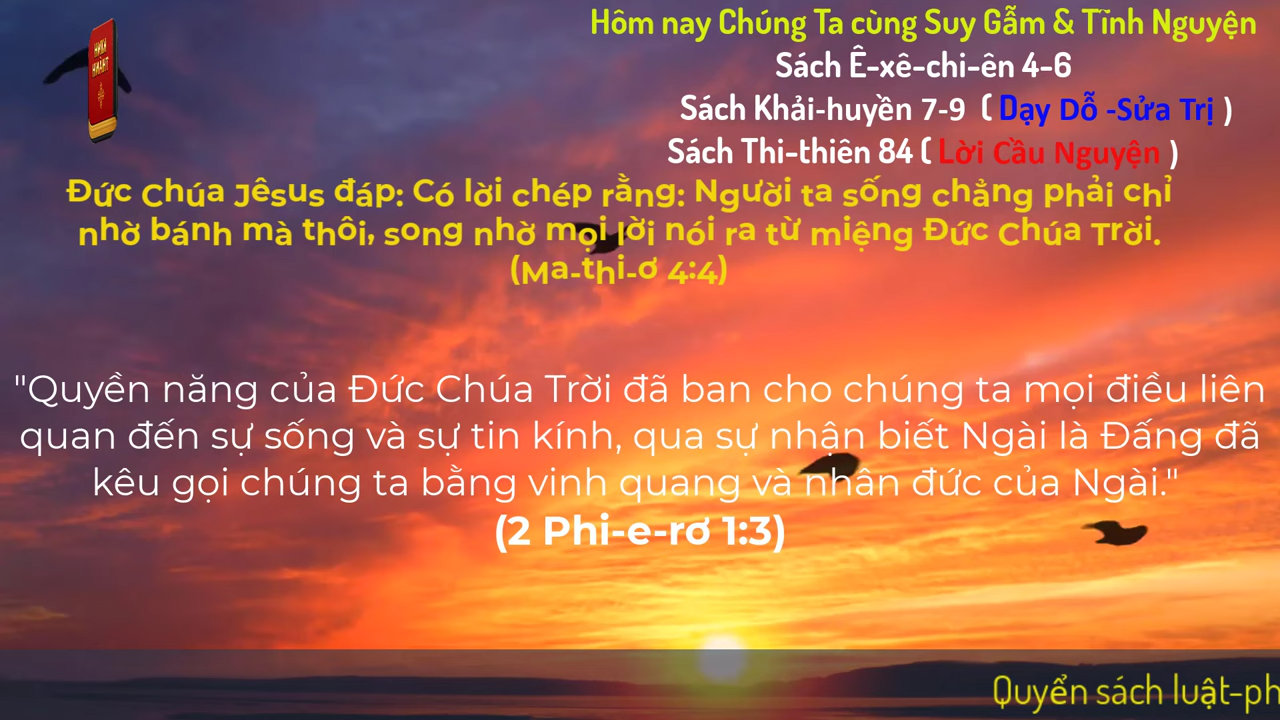 Hôm nay Chúng Ta cùng Suy Gẫm & Tĩnh Nguyện
Sách Ê-xê-chi-ên 4-6
Sách Khải-huyền 7-9 ( Dạy Dỗ -Sửa Trị )
Sách Thi-thiên 84 ( Lời Cầu Nguyện )
Đức Chúa Jêsus đáp: Có lời chép rằng: Người ta sống chẳng phải chỉ
nhờ bánh mà thôi, song nhờ mọi lời nói ra từ miệng Đức Chúa Trời.
(Ma-thi-ơ 4:4)
"Quyền năng của Đức Chúa Trời đã ban cho chúng ta mọi điều liên
quan đến sự sống và sự tin kính, qua sự nhận biết Ngài là Đấng đã
kêu gọi chúng ta bằng vinh quang và nhân đức của Ngài."
(2 Phi-e-rơ 1:3)
Quyển sách luật-ph